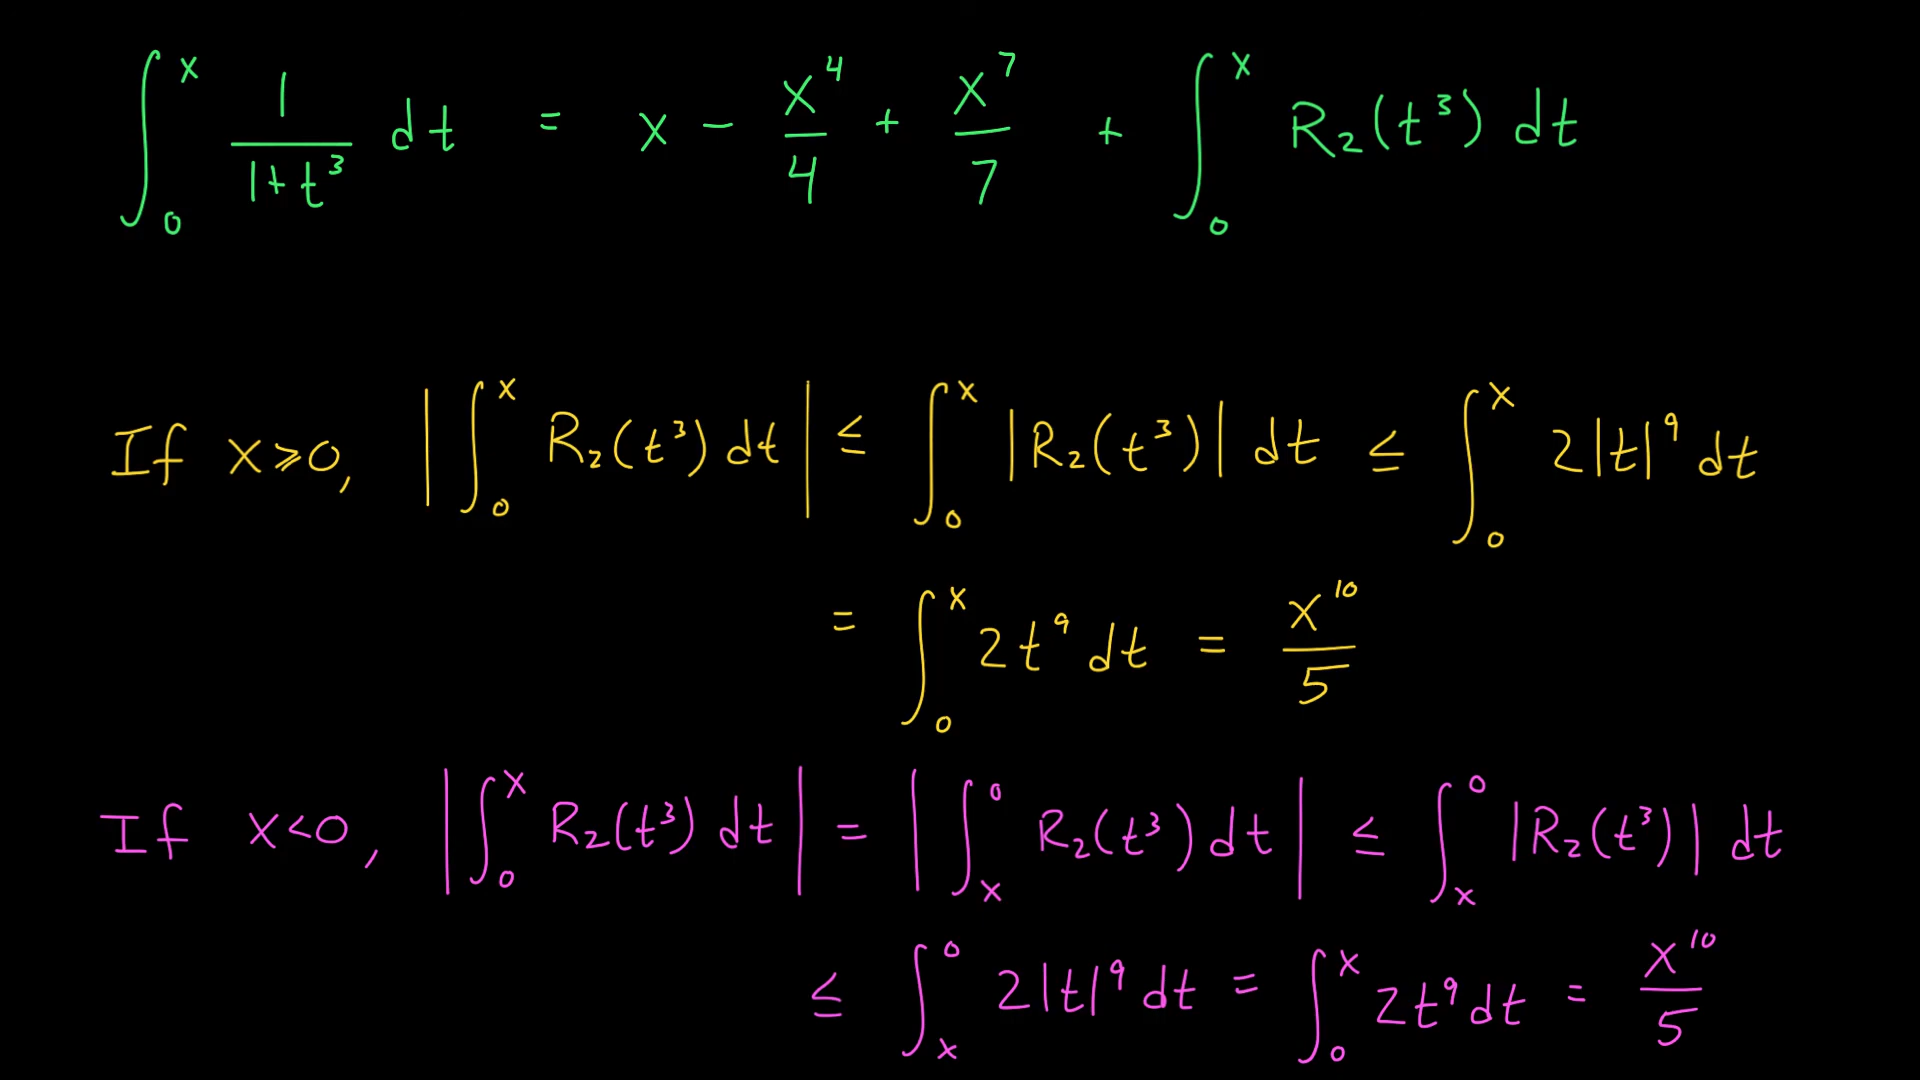 ∫₀ˣ 1/(1+t³) dt = x − x⁴/4 + x⁷/7 + ∫₀ˣ R₂(t³) dt
If x⩾0, |∫₀ˣ R₂(t³) dt| ≤ ∫₀ˣ |R₂(t³)| dt ≤ ∫₀ˣ 2|t|⁹ dt
= ∫₀ˣ 2t⁹ dt = x¹⁰/5
If x<0, |∫₀ˣ R₂(t³) dt| = |∫ₓ⁰ R₂(t³) dt| ≤ ∫ₓ⁰ |R₂(t³)| dt
≤ ∫ₓ⁰ 2|t|⁹ dt = ∫₀ˣ 2t⁹ dt = x¹⁰/5